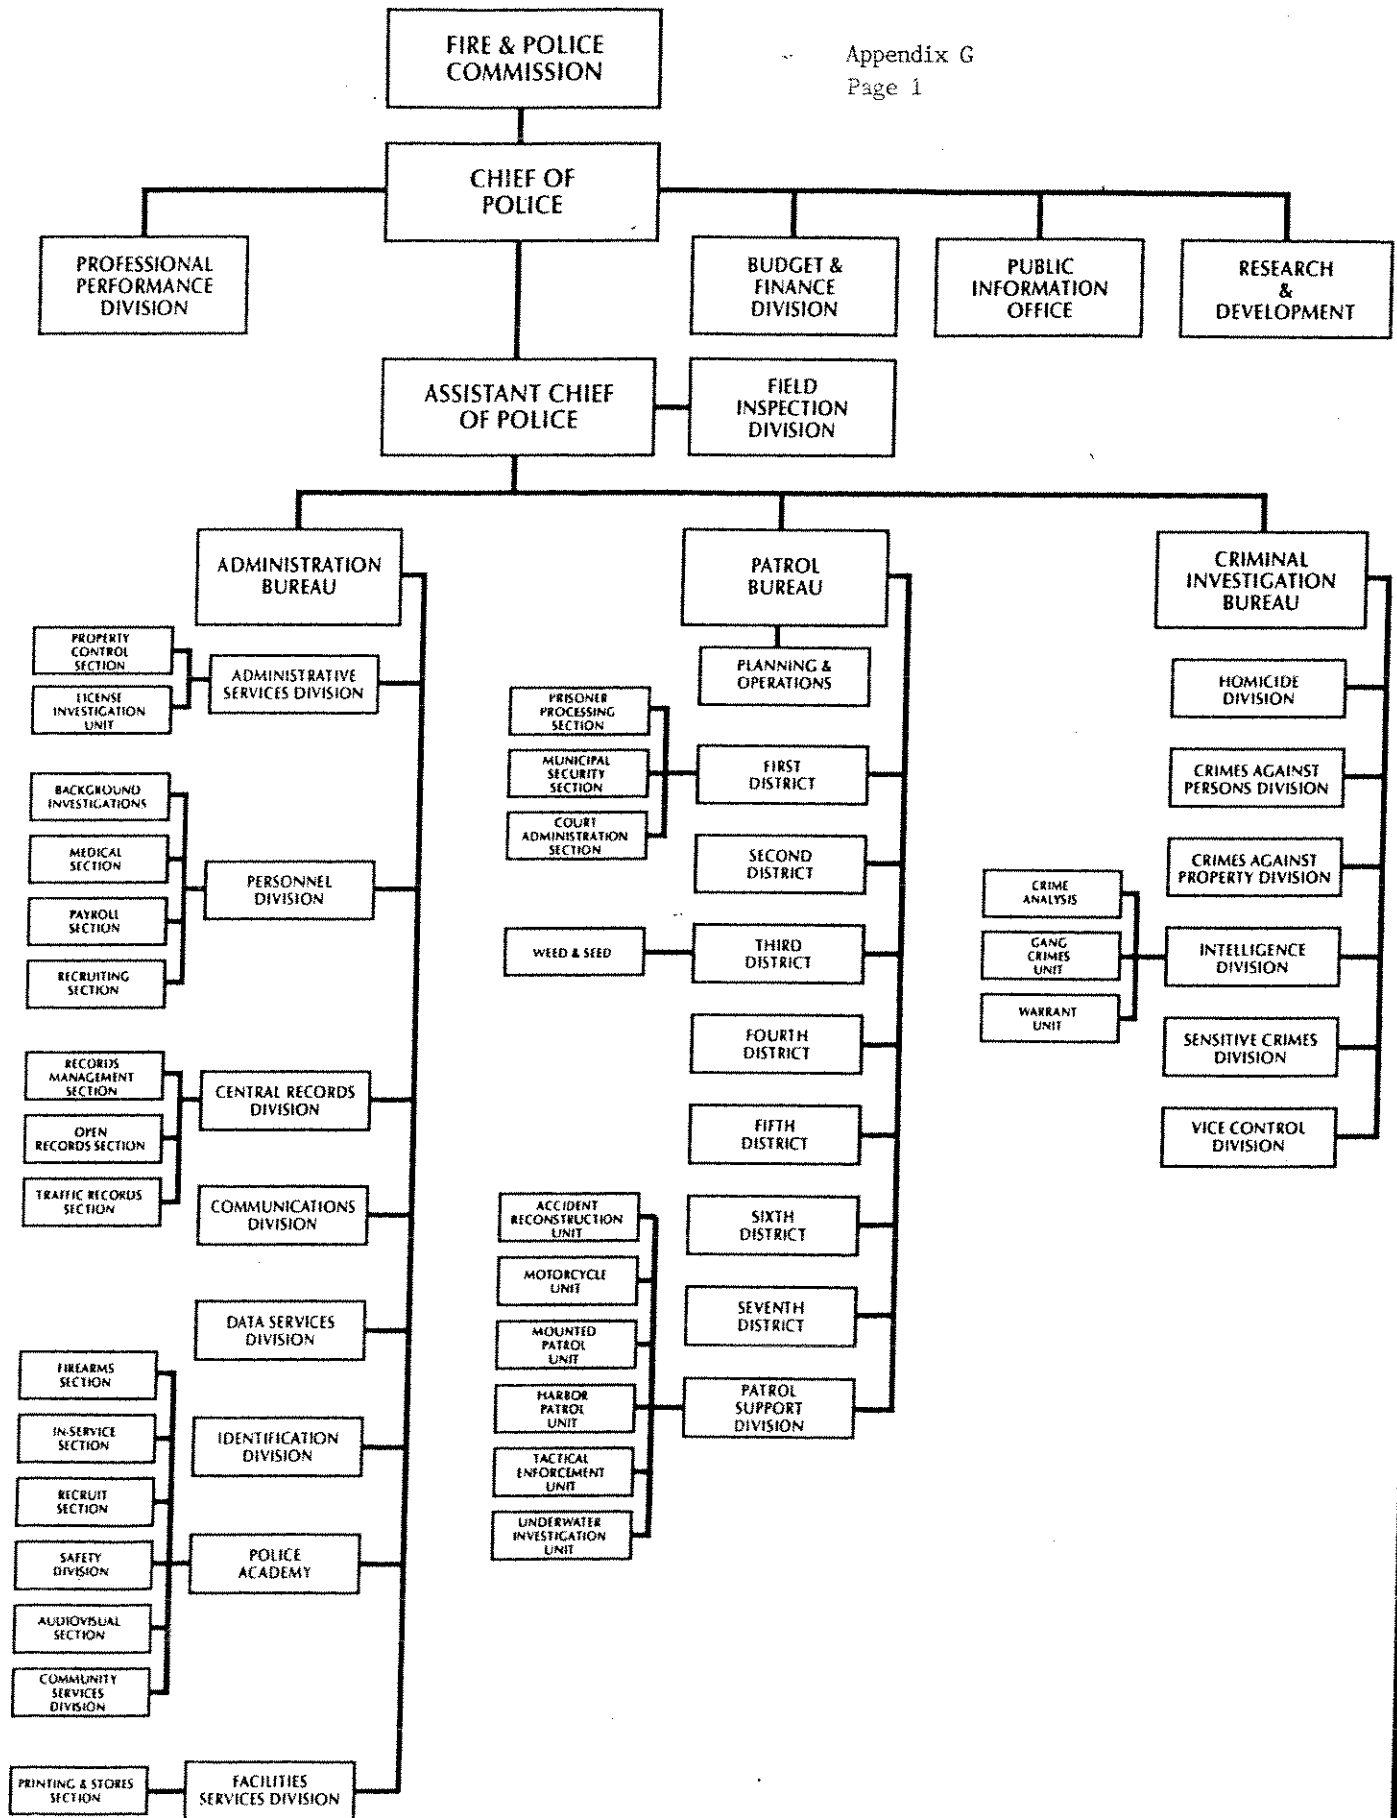 FIRE & POLICE
COMMISSION
Appendix G
Page 1
CHIEF OF
POLICE
PROFESSIONAL
PERFORMANCE
DIVISION
BUDGET &
FINANCE
DIVISION
PUBLIC
INFORMATION
OFFICE
RESEARCH
&
DEVELOPMENT
ASSISTANT CHIEF
OF POLICE
FIELD
INSPECTION
DIVISION
ADMINISTRATION
BUREAU
PROPERTY
CONTROL
SECTION
LICENSE
INVESTIGATION
UNIT
ADMINISTRATIVE
SERVICES DIVISION
BACKGROUND
INVESTIGATIONS
MEDICAL
SECTION
PAYROLL
SECTION
RECRUITING
SECTION
PERSONNEL
DIVISION
RECORDS
MANAGEMENT
SECTION
OPEN
RECORDS SECTION
TRAFFIC RECORDS
SECTION
CENTRAL RECORDS
DIVISION
COMMUNICATIONS
DIVISION
DATA SERVICES
DIVISION
IDENTIFICATION
DIVISION
FIREARMS
SECTION
IN-SERVICE
SECTION
RECRUIT
SECTION
SAFETY
DIVISION
AUDIOVISUAL
SECTION
COMMUNITY
SERVICES
DIVISION
POLICE
ACADEMY
PRINTING & STORES
SECTION
FACILITIES
SERVICES DIVISION
PATROL
BUREAU
PLANNING &
OPERATIONS
PRISONER
PROCESSING
SECTION
MUNICIPAL
SECURITY
SECTION
COURT
ADMINISTRATION
SECTION
FIRST
DISTRICT
SECOND
DISTRICT
WEED & SEED
THIRD
DISTRICT
FOURTH
DISTRICT
FIFTH
DISTRICT
SIXTH
DISTRICT
SEVENTH
DISTRICT
ACCIDENT
RECONSTRUCTION
UNIT
MOTORCYCLE
UNIT
MOUNTED
PATROL
UNIT
HARBOR
PATROL
UNIT
TACTICAL
ENFORCEMENT
UNIT
UNDERWATER
INVESTIGATION
UNIT
PATROL
SUPPORT
DIVISION
CRIMINAL
INVESTIGATION
BUREAU
HOMICIDE
DIVISION
CRIMES AGAINST
PERSONS DIVISION
CRIMES AGAINST
PROPERTY DIVISION
CRIME
ANALYSIS
GANG
CRIMES
UNIT
WARRANT
UNIT
INTELLIGENCE
DIVISION
SENSITIVE CRIMES
DIVISION
VICE CONTROL
DIVISION